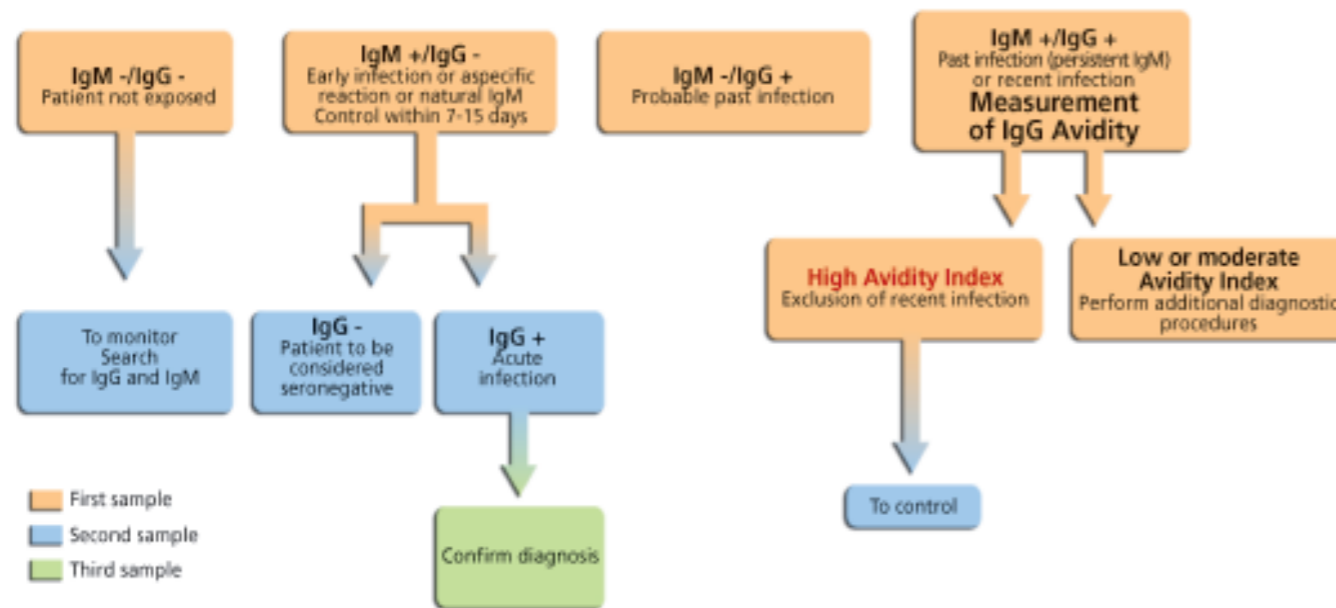 IgM -/IgG -
Patient not exposed
IgM +/IgG -
Early infection or aspecific
reaction or natural IgM
Control within 7-15 days
IgM -/IgG +
Probable past infection
IgM +/IgG +
Past infection (persistent IgM)
or recent infection
Measurement
of IgG Avidity
High Avidity Index
Exclusion of recent infection
Low or moderate
Avidity Index
Perform additional diagnostic
procedures
To monitor
Search
for IgG and IgM
IgG -
Patient to be
considered
seronegative
IgG +
Acute
infection
To control
Confirm diagnosis
First sample
Second sample
Third sample